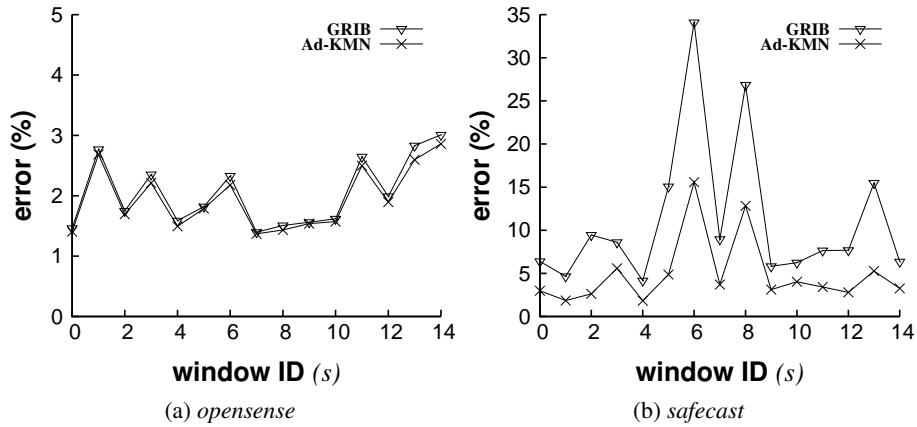 GRIB
Ad-KMN
error (%)
5
4
3
2
1
0
0 2 4 6 8 10 12 14
window ID (s)
(a) opensense
GRIB
Ad-KMN
error (%)
35
30
25
20
15
10
5
0
0 2 4 6 8 10 12 14
window ID (s)
(b) safecast